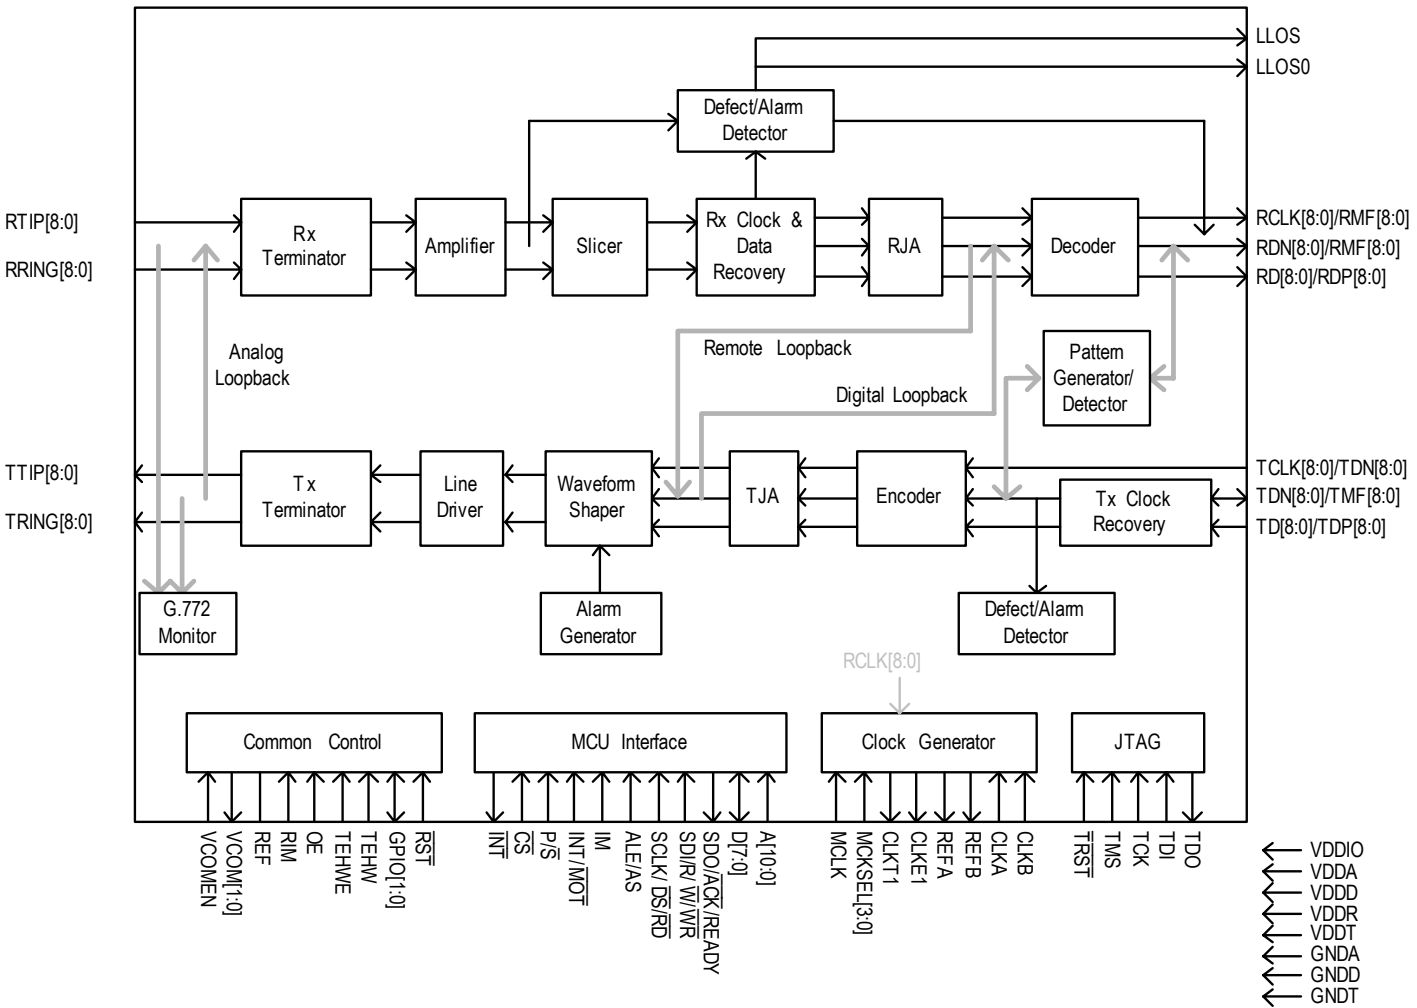 LLOS
LLOS0
Defect/Alarm
Detector
RTIP[8:0]
RRING[8:0]
Rx
Terminator
Amplifier
Slicer
Rx Clock &
Data
Recovery
RJA
Decoder
RCLK[8:0]/RMF[8:0]
RDN[8:0]/RMF[8:0]
RD[8:0]/RDP[8:0]
Analog
Loopback
Remote Loopback
Digital Loopback
Pattern
Generator/
Detector
TTIP[8:0]
TRING[8:0]
Tx
Terminator
Line
Driver
Waveform
Shaper
TJA
Encoder
Tx Clock
Recovery
TCLK[8:0]/TDN[8:0]
TDN[8:0]/TMF[8:0]
TD[8:0]/TDP[8:0]
G.772
Monitor
Alarm
Generator
Defect/Alarm
Detector
RCLK[8:0]
Common Control
MCU Interface
Clock Generator
JTAG
VCOMEN
VCOM[1:0]
REF
RIM
OE
TEHWE
TEHW
GPIO[1:0]
RST
INT
CS
P/S
INT/MOT
IM
ALE/AS
SCLK/DS/RD
SDI/R/W/WR
SDO/ACK/READY
D[7:0]
A[10:0]
MCLK
MCKSEL[3:0]
CLKT1
CLKE1
REFA
REFB
CLKA
CLKB
TRST
TMS
TCK
TDI
TDO
VDDIO
VDDA
VDDD
VDDR
VDDT
GNDA
GNDD
GNDT